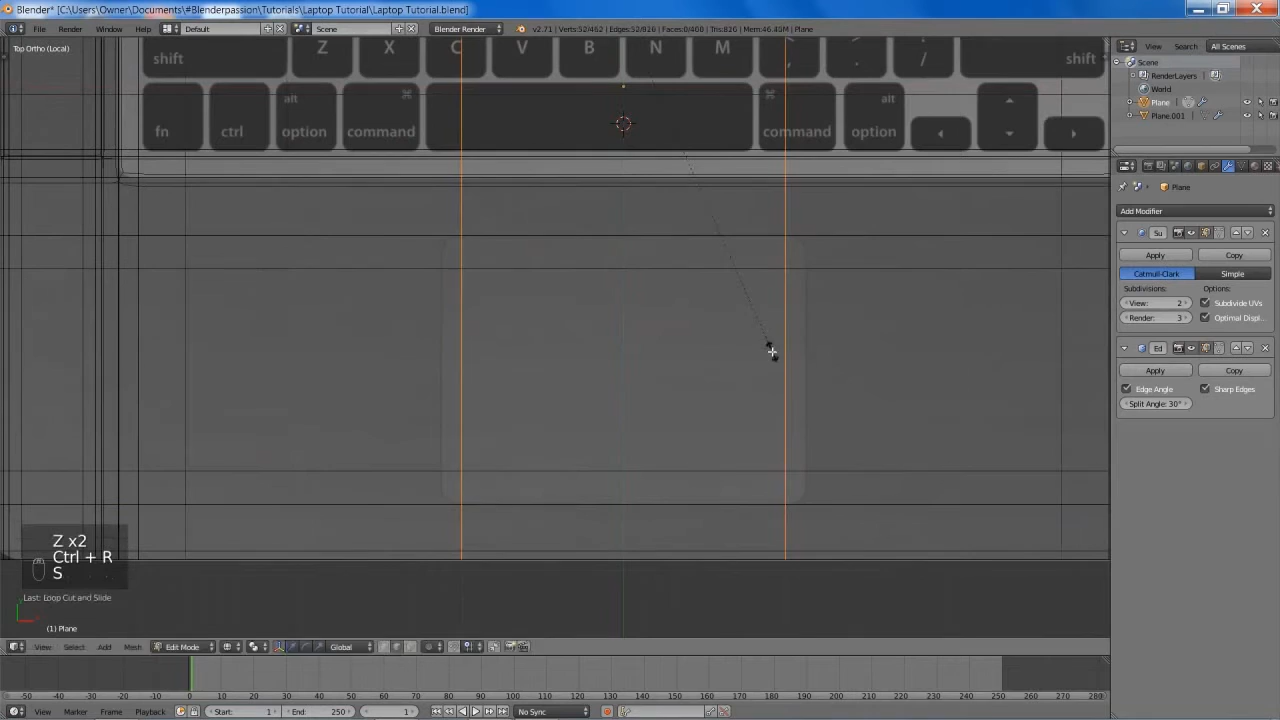 Blender* [C:\Users\Owner\Documents\#Blenderpassion\Tutorials\Laptop Tutorial\Laptop Tutorial.blend]
File Render Window Help Default Scene Blender Render v2.71 | Verts:52/462 | Edges:52/816 | Faces:0/400 | Tris:816 | Mem:46.46M | Plane
View Search All Scenes
Top Ortho (Local)
Scene
RenderLayers
World
Plane
Plane.001
shift Z X C V B N M < , > . ? / shift
fn ctrl alt option ⌘ command ⌘ command alt option
Plane
Add Modifier
Su
Apply Copy
Catmull-Clark Simple
Subdivisions: Options:
View: 2 Subdivide UVs
Render: 3 Optimal Displ...
Ed
Apply Copy
Edge Angle Sharp Edges
Split Angle: 30°
Z x2
Ctrl + R
S
Last: Loop Cut and Slide
(1) Plane
View Select Add Mesh Edit Mode Global
-50 -40 -30 -20 -10 0 10 20 30 40 50 60 70 80 90 100 110 120 130 140 150 160 170 180 190 200 210 220 230 240 250 260 270 280
View Marker Frame Playback Start: 1 End: 250 1 No Sync